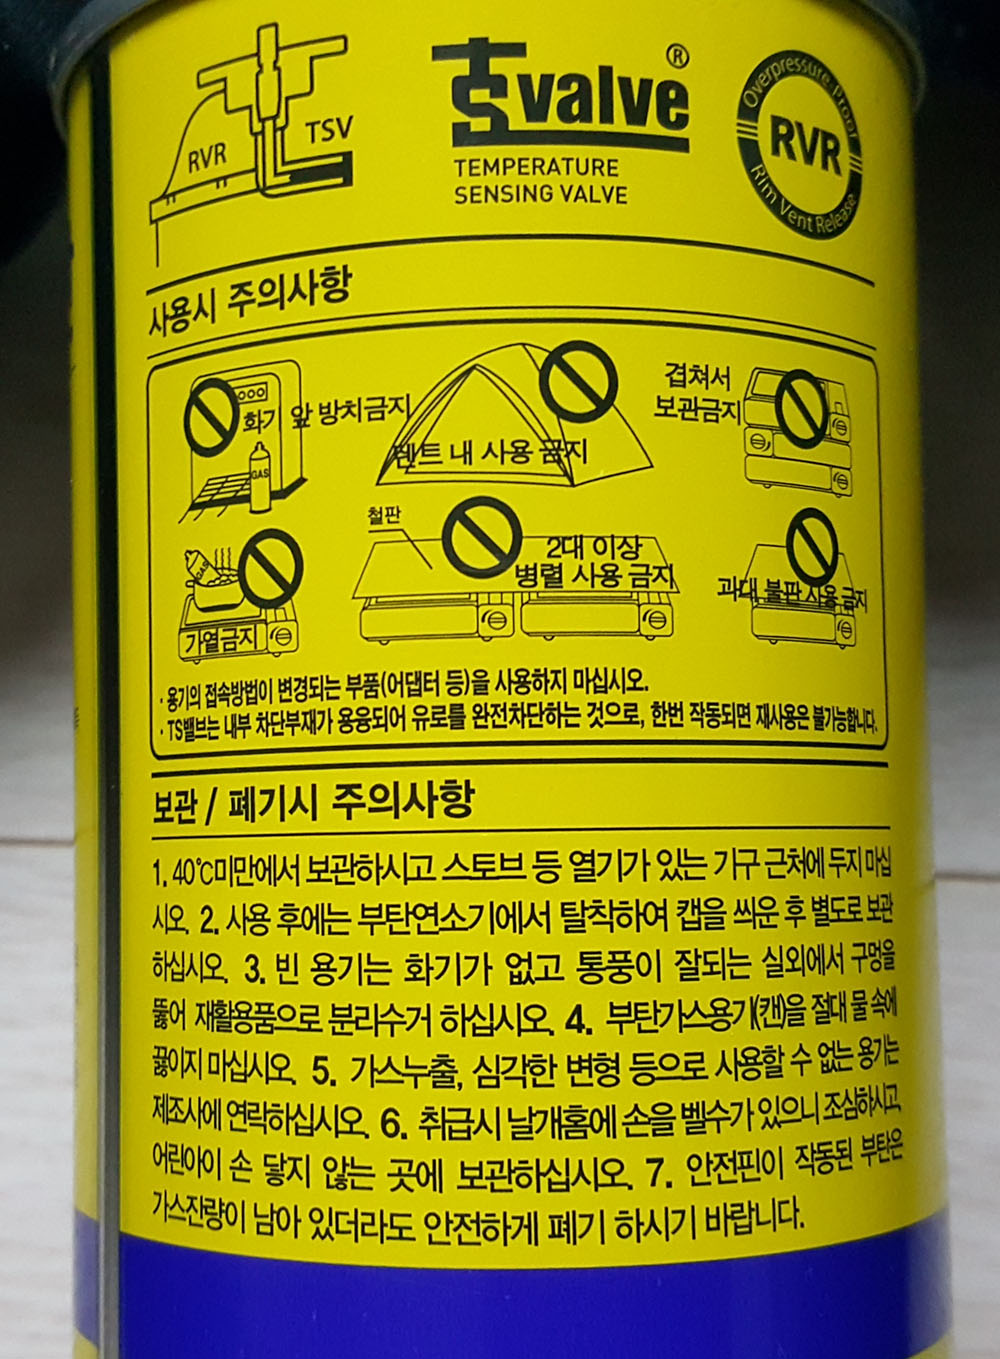 RVR
TSV
TS valve ®
TEMPERATURE
SENSING VALVE
Overpressure-Proof
RVR
Rim Vent Release
사용시 주의사항
화기 앞 방치금지
GAS
텐트 내 사용 금지
겹쳐서
보관금지
GAS
가열금지
철판
2대 이상
병렬 사용 금지
과대 불판 사용 금지
· 용기의 접속방법이 변경되는 부품(어댑터 등)을 사용하지 마십시오.
· TS밸브는 내부 차단부재가 용융되어 유로를 완전차단하는 것으로, 한번 작동되면 재사용은 불가능합니다.
보관 / 폐기시 주의사항
1. 40℃미만에서 보관하시고 스토브 등 열기가 있는 기구 근처에 두지 마십
시오. 2. 사용 후에는 부탄연소기에서 탈착하여 캡을 씌운 후 별도로 보관
하십시오. 3. 빈 용기는 화기가 없고 통풍이 잘되는 실외에서 구멍을
뚫어 재활용품으로 분리수거 하십시오. 4. 부탄가스용기(캔)을 절대 물 속에
끓이지 마십시오. 5. 가스누출, 심각한 변형 등으로 사용할 수 없는 용기는
제조사에 연락하십시오. 6. 취급시 날개홈에 손을 벨수가 있으니 조심하시고,
어린아이 손 닿지 않는 곳에 보관하십시오. 7. 안전핀이 작동된 부탄은
가스잔량이 남아 있더라도 안전하게 폐기 하시기 바랍니다.